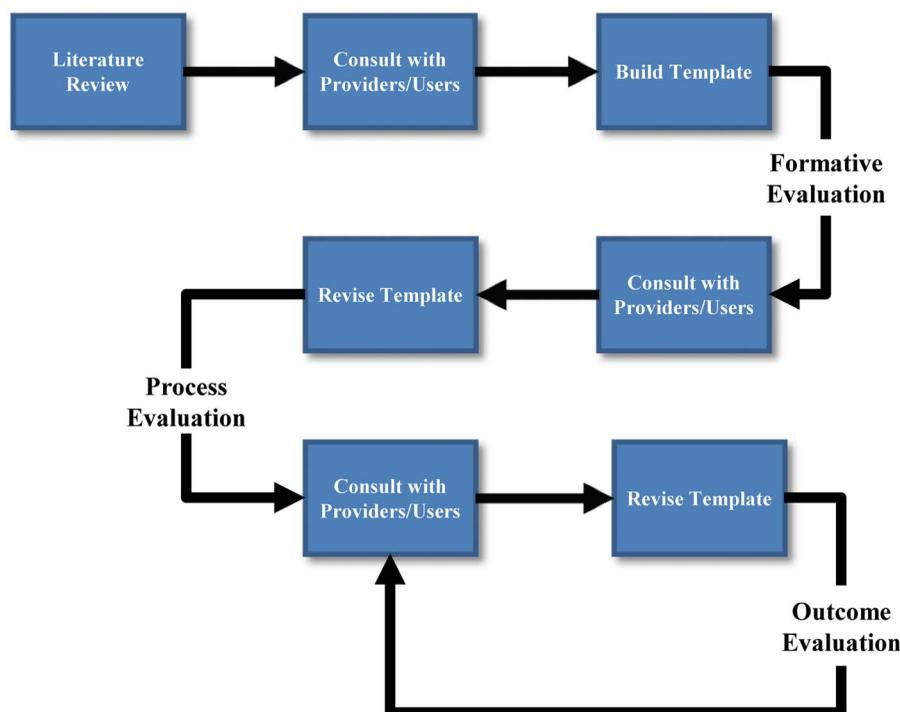 Literature
Review
Consult with
Providers/Users
Build Template
Formative
Evaluation
Consult with
Providers/Users
Revise Template
Process
Evaluation
Consult with
Providers/Users
Revise Template
Outcome
Evaluation